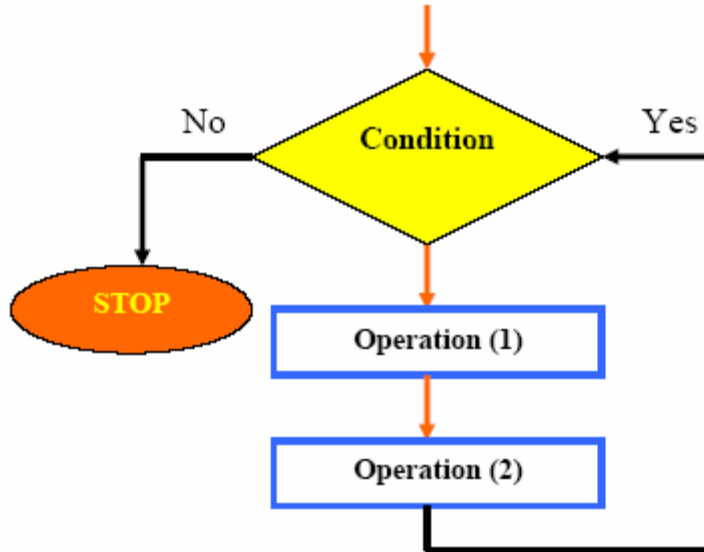 No
Condition
Yes
STOP
Operation (1)
Operation (2)